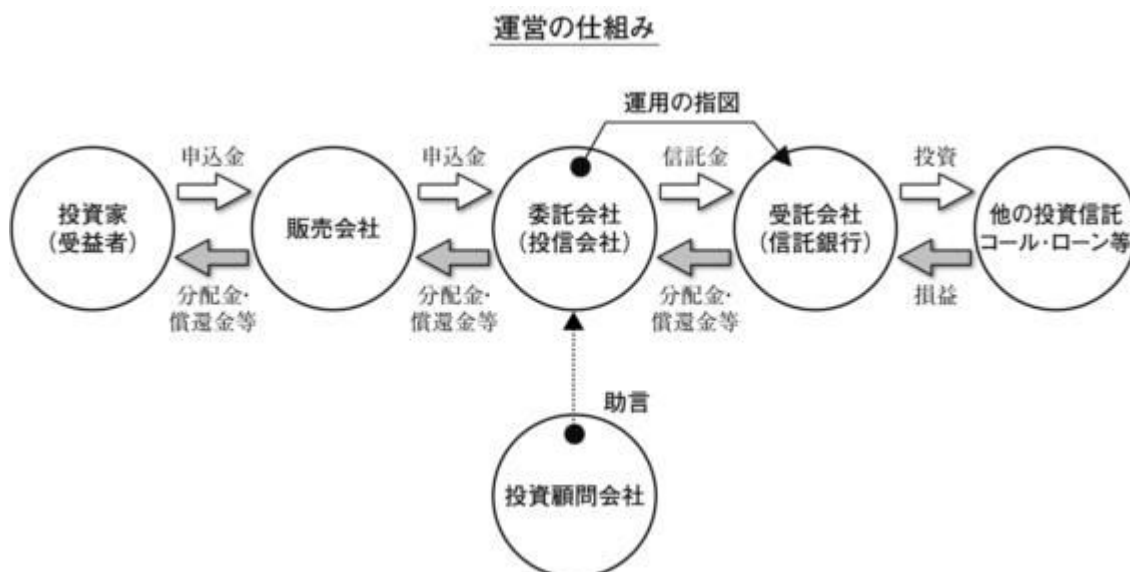 運営の仕組み
運用の指図
申込金
申込金
信託金
投資
投資家
（受益者）
販売会社
委託会社
（投信会社）
受託会社
（信託銀行）
他の投資信託
コール・ローン等
分配金・
償還金等
分配金・
償還金等
分配金・
償還金等
損益
助言
投資顧問会社